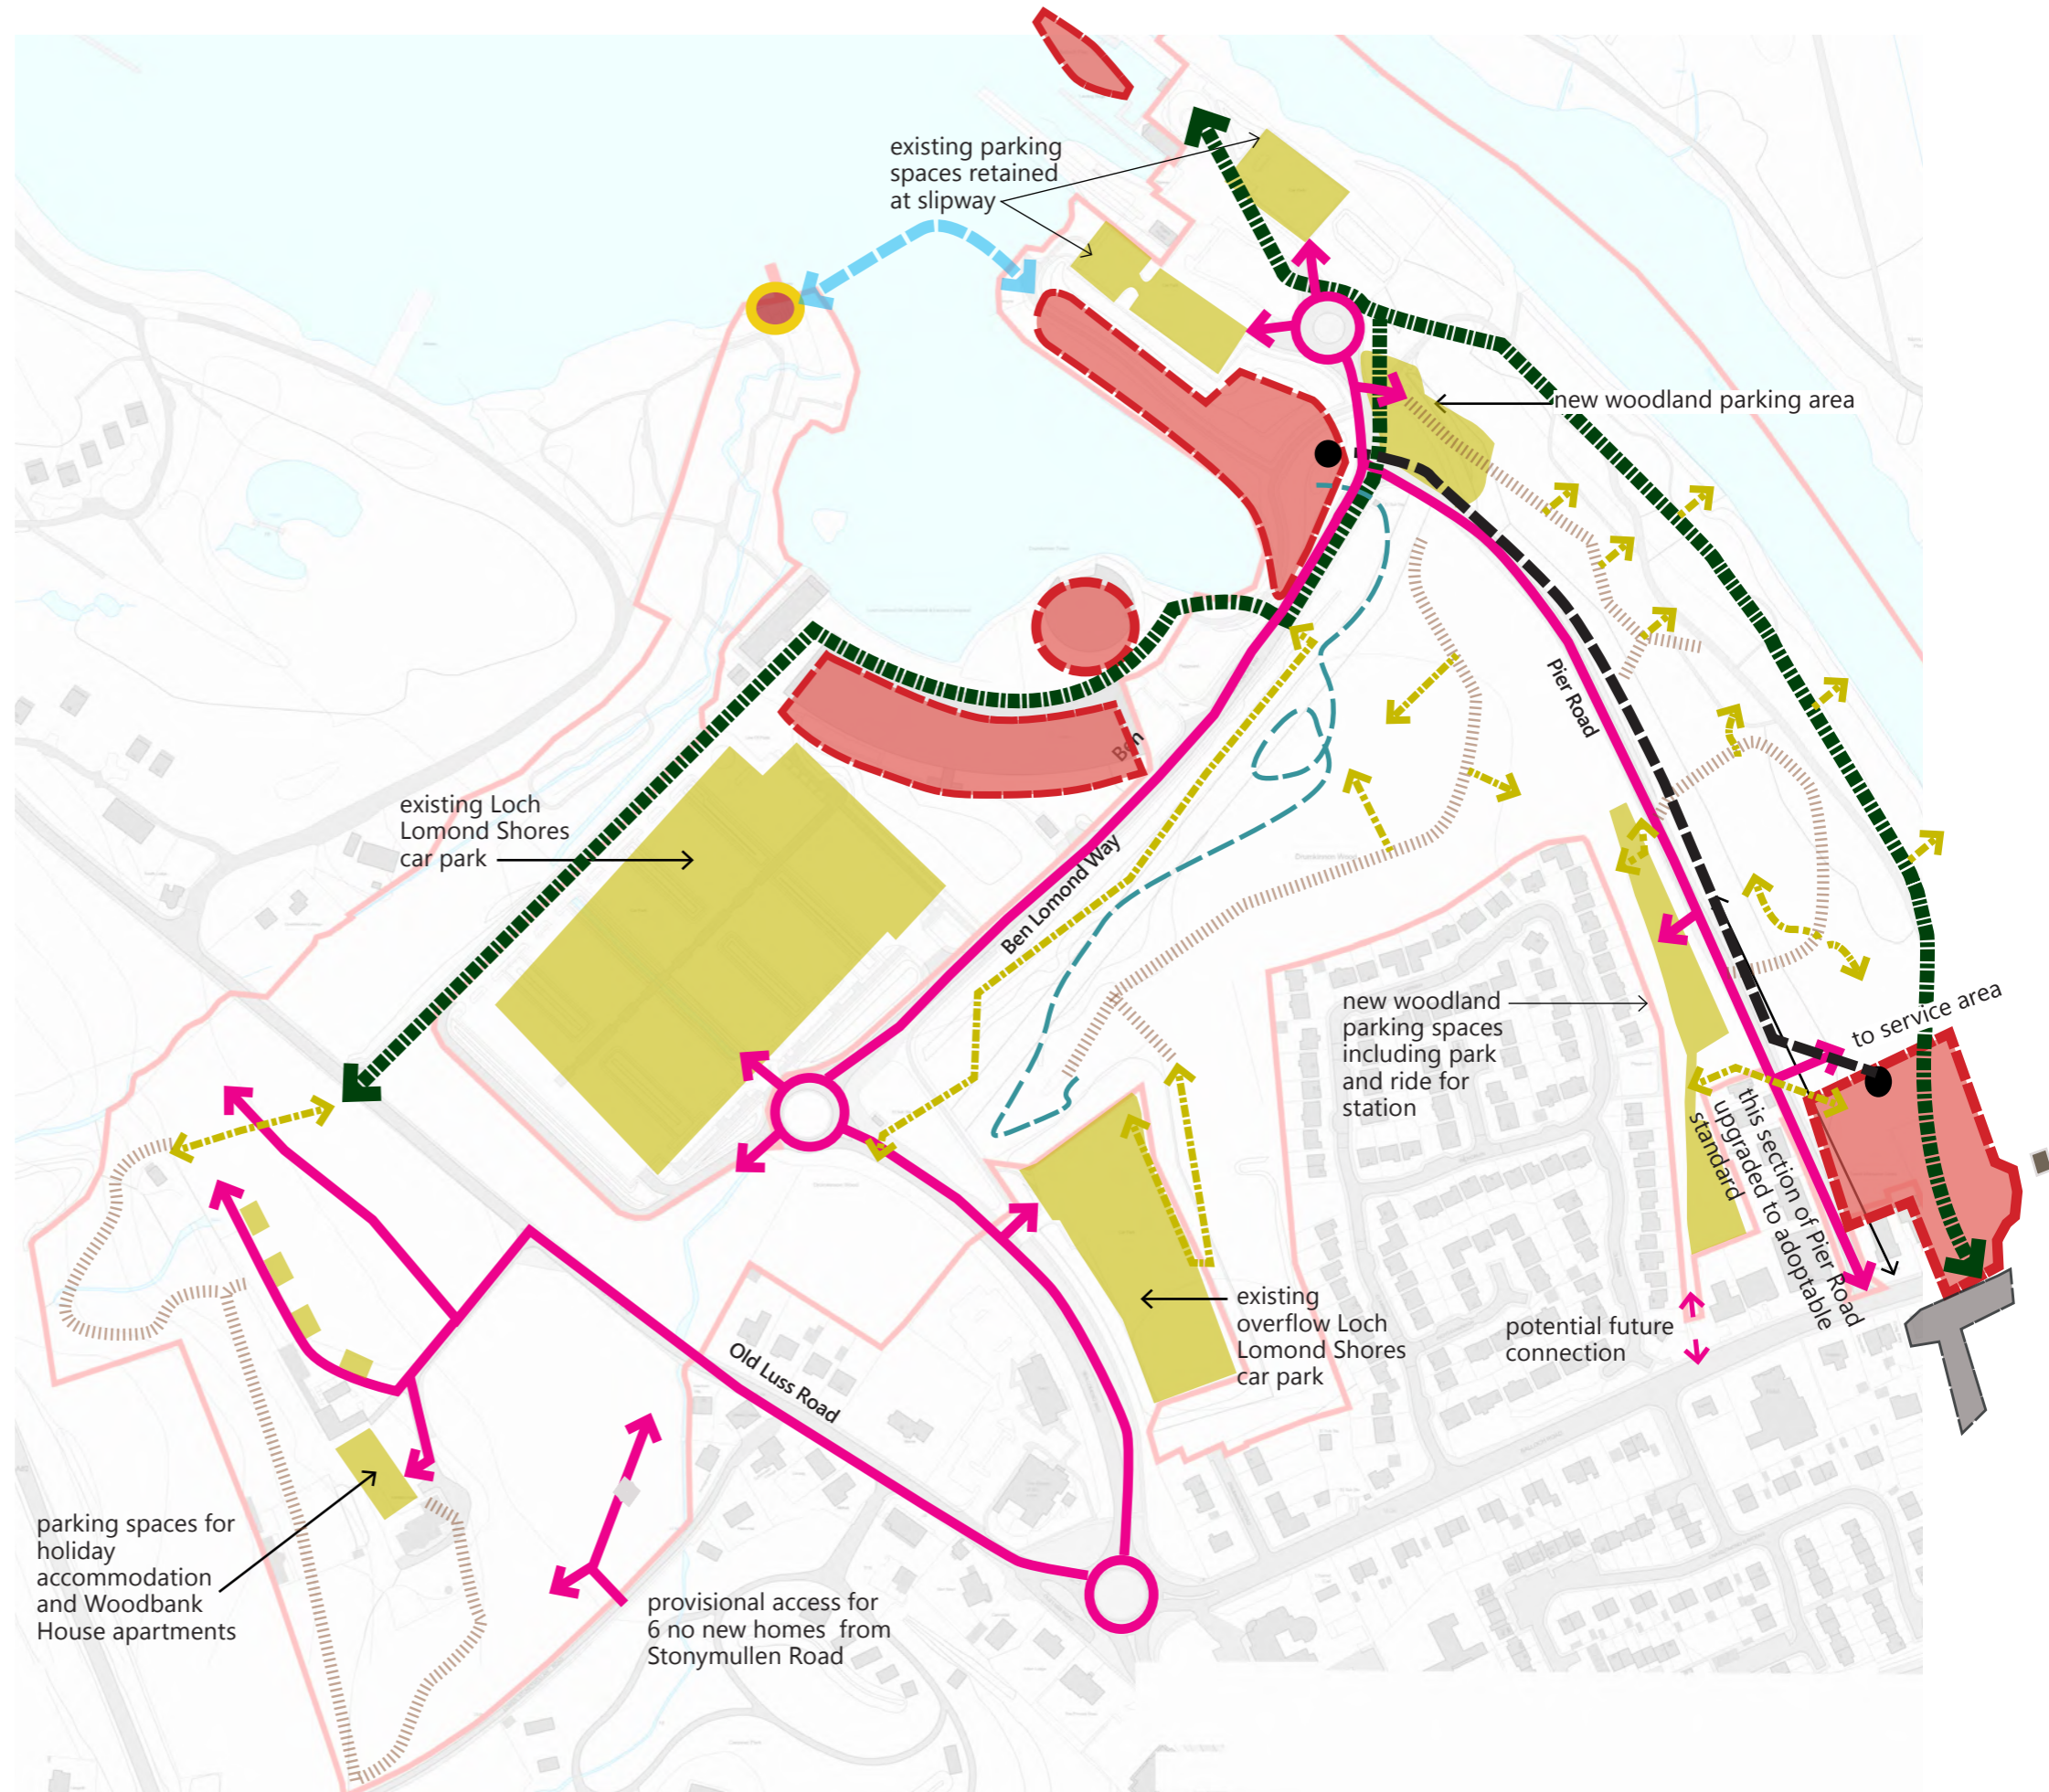 existing parking
spaces retained
at slipway
new woodland parking area
Pier Road
Ben
existing Loch
Lomond Shores
car park
Ben Lomond Way
new woodland
parking spaces
including park
and ride for
station
to service area
this section of Pier Road
upgraded to adoptable
standard
existing
overflow Loch
Lomond Shores
car park
potential future
connection
Old Luss Road
parking spaces for
holiday
accommodation
and Woodbank
House apartments
provisional access for
6 no new homes from
Stonymullen Road